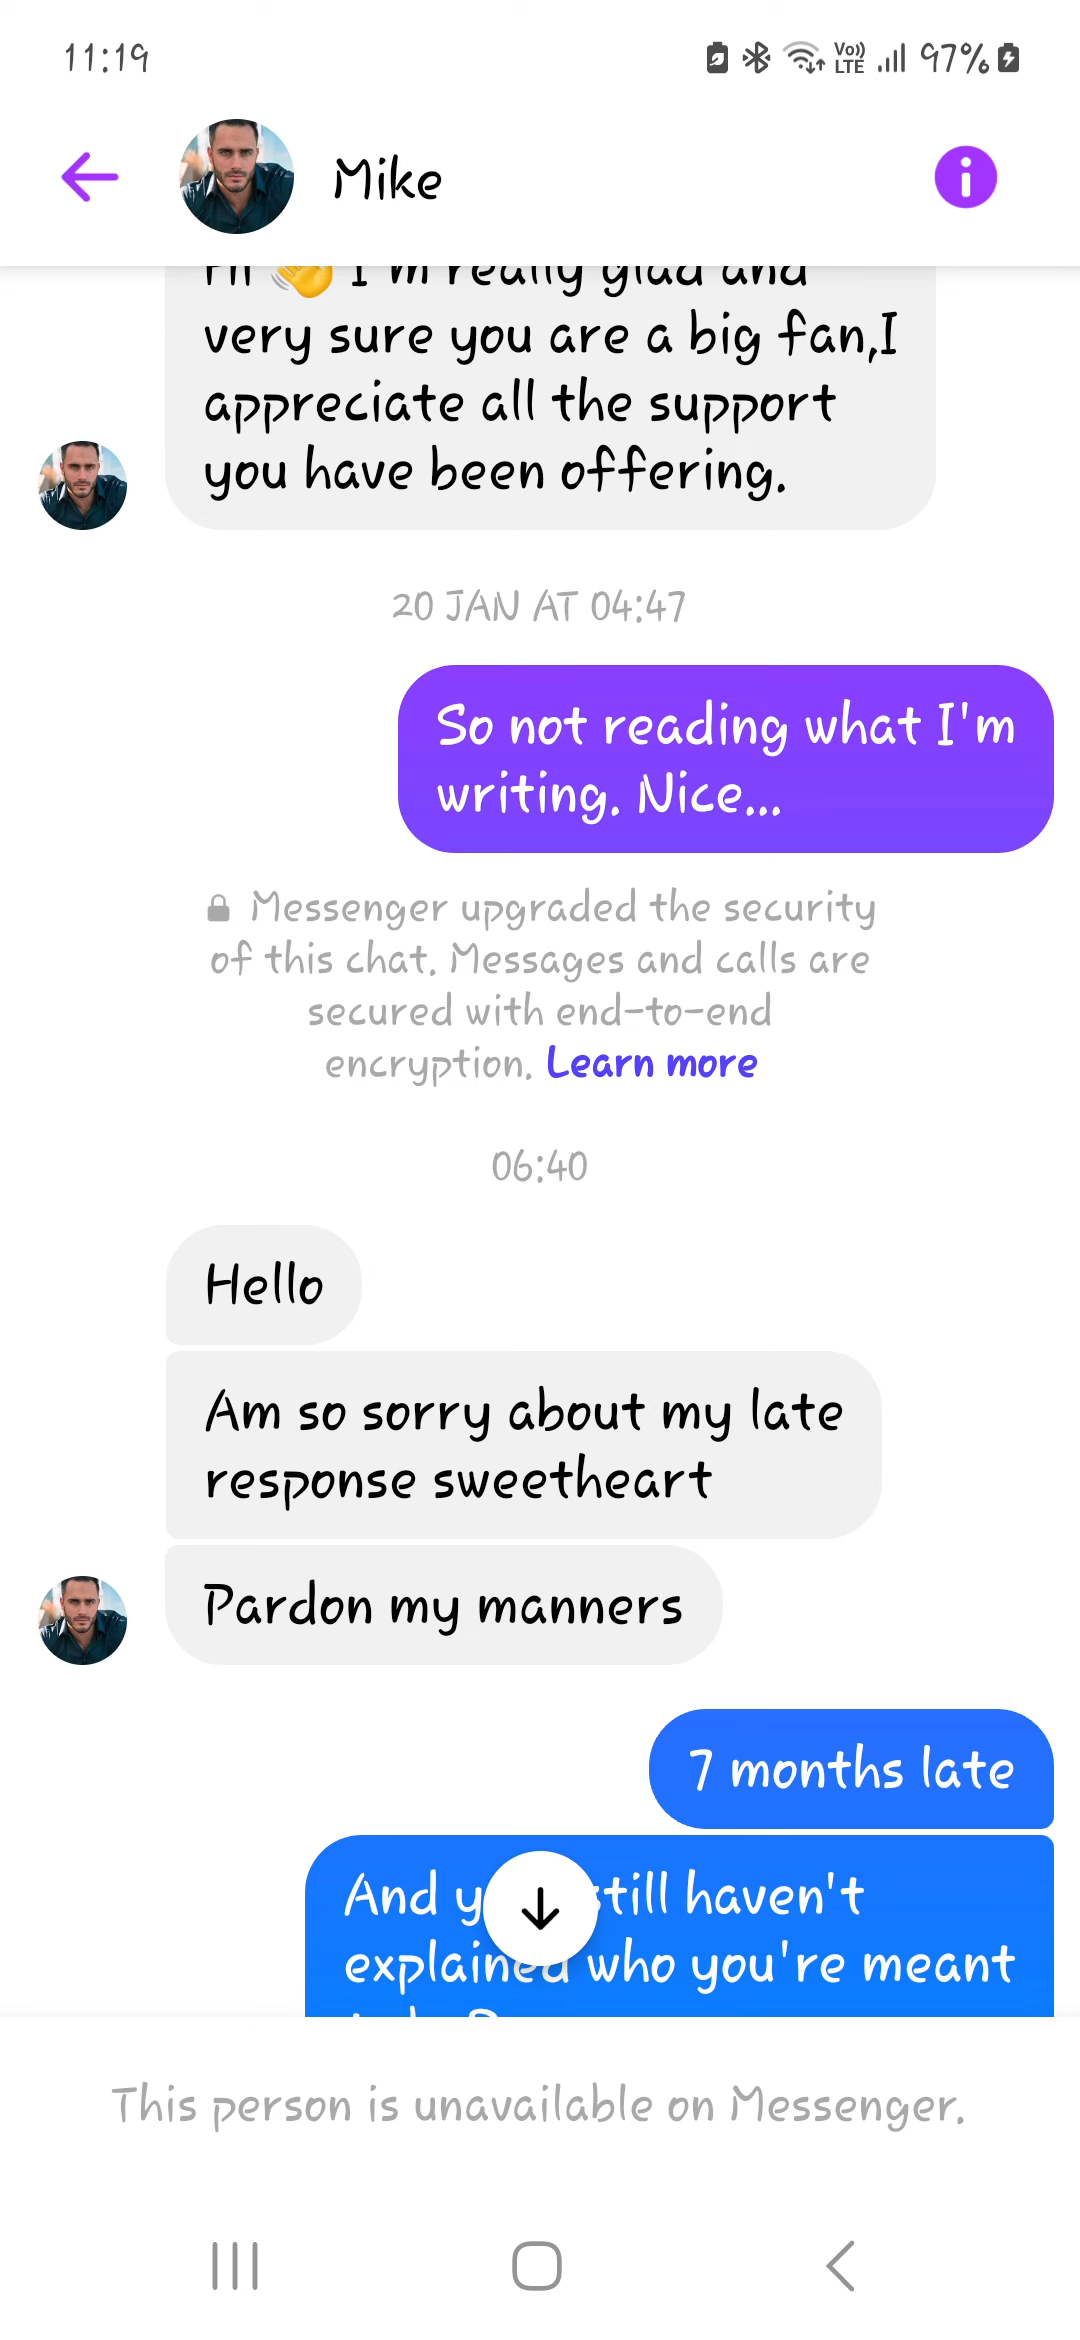 11:19
Vo))
LTE
97%
Mike
Hi 👋 I'm really glad and
very sure you are a big fan,I
appreciate all the support
you have been offering.
20 JAN AT 04:47
So not reading what I'm
writing. Nice...
Messenger upgraded the security
of this chat. Messages and calls are
secured with end-to-end
encryption. Learn more
06:40
Hello
Am so sorry about my late
response sweetheart
Pardon my manners
7 months late
And still haven't
explained who you're meant
This person is unavailable on Messenger.